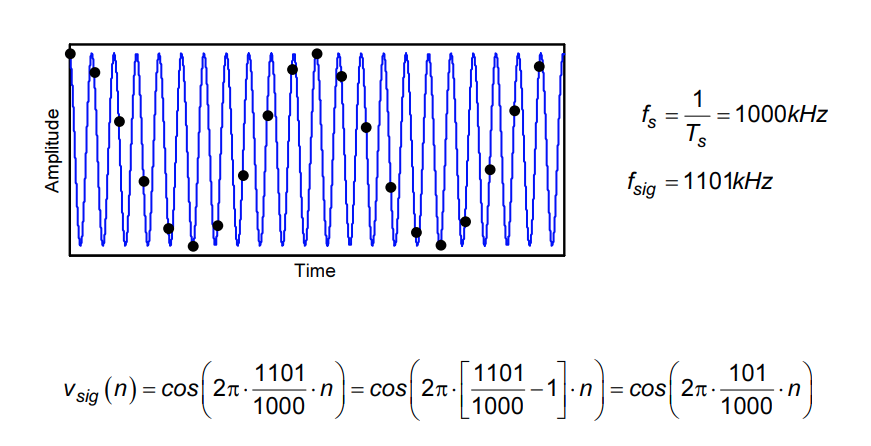 Amplitude
Time
f_s = 1/T_s = 1000kHz
f_sig = 1101kHz
v_sig(n) = cos(2π · 1101/1000 · n) = cos(2π · [1101/1000 − 1] · n) = cos(2π · 101/1000 · n)